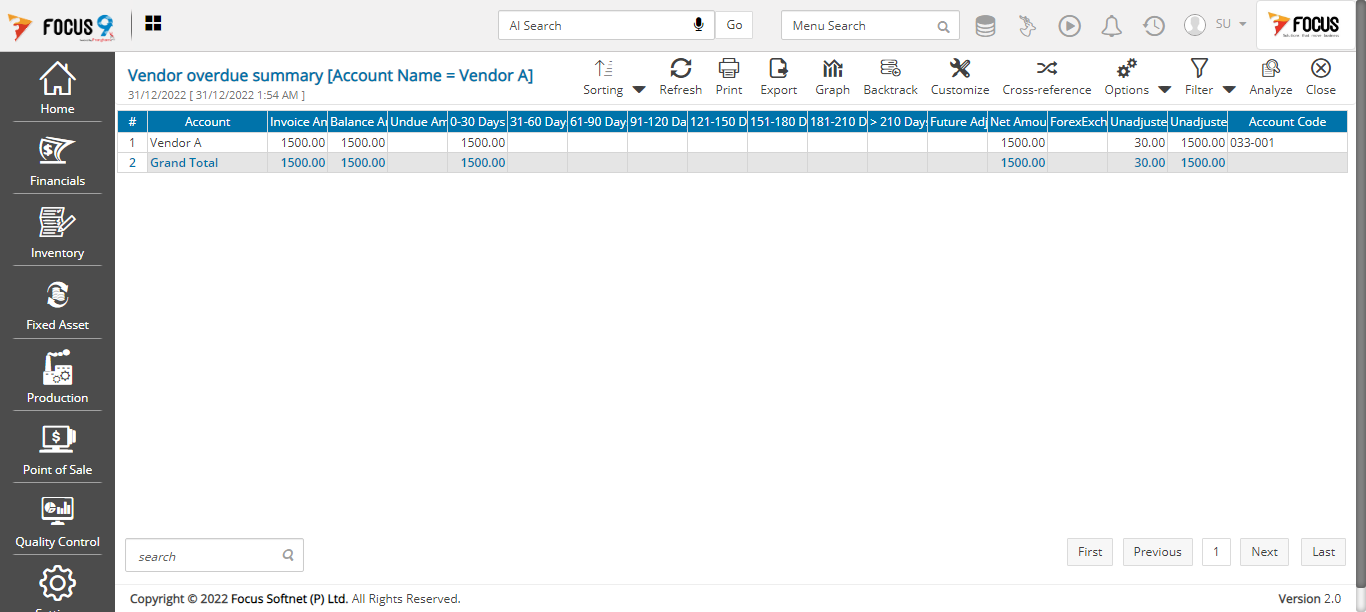 FOCUS 9
AI Search
Go
Menu Search
SU
FOCUS
Home
Financials
Inventory
Fixed Asset
Production
Point of Sale
Quality Control
Vendor overdue summary [Account Name = Vendor A]
31/12/2022 [ 31/12/2022 1:54 AM ]
Sorting Refresh Print Export Graph Backtrack Customize Cross-reference Options Filter Analyze Close
# Account Invoice Am Balance A Undue Am 0-30 Days 31-60 Day 61-90 Day 91-120 Da 121-150 D 151-180 D 181-210 D > 210 Day Future Adj Net Amou ForexExch Unadjuste Unadjuste Account Code
1 Vendor A 1500.00 1500.00 1500.00 1500.00 30.00 1500.00 033-001
2 Grand Total 1500.00 1500.00 1500.00 1500.00 30.00 1500.00
search
First Previous 1 Next Last
Copyright © 2022 Focus Softnet (P) Ltd. All Rights Reserved.
Version 2.0